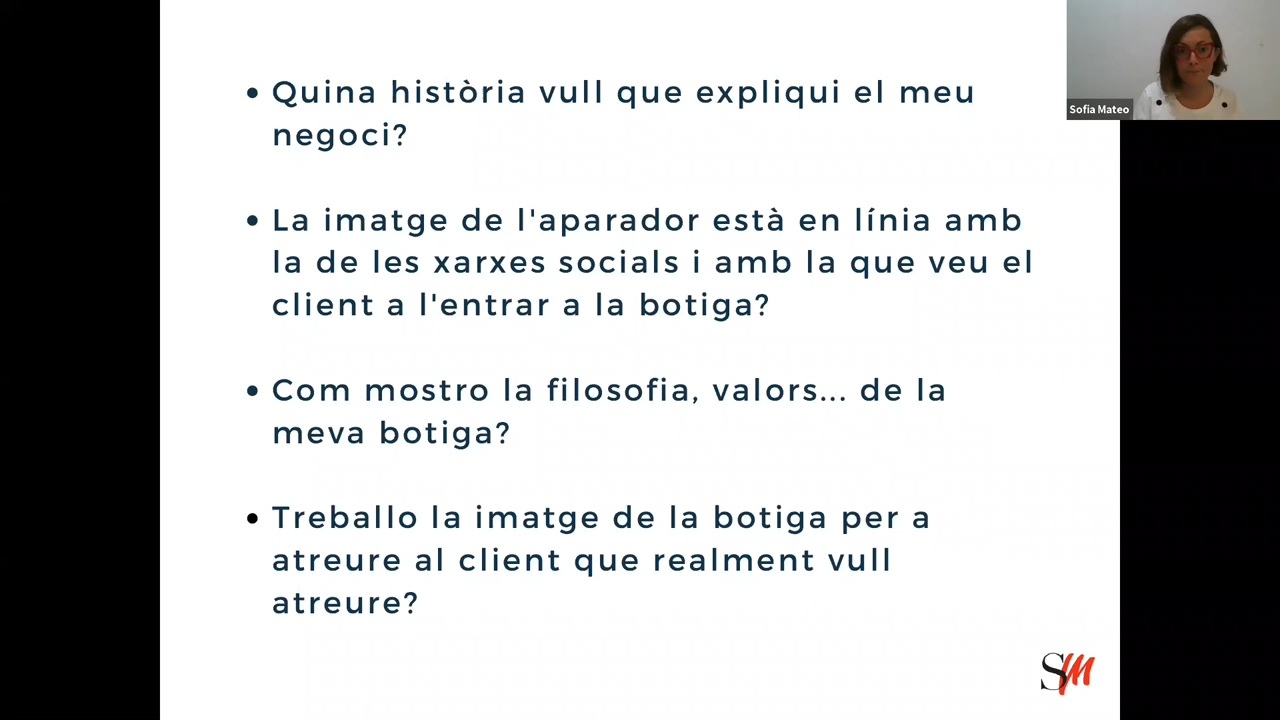 • Quina història vull que expliqui el meu
negoci?
• La imatge de l'aparador està en línia amb
la de les xarxes socials i amb la que veu el
client a l'entrar a la botiga?
• Com mostro la filosofia, valors... de la
meva botiga?
• Treballo la imatge de la botiga per a
atreure al client que realment vull
atreure?
Sofia Mateo
SM